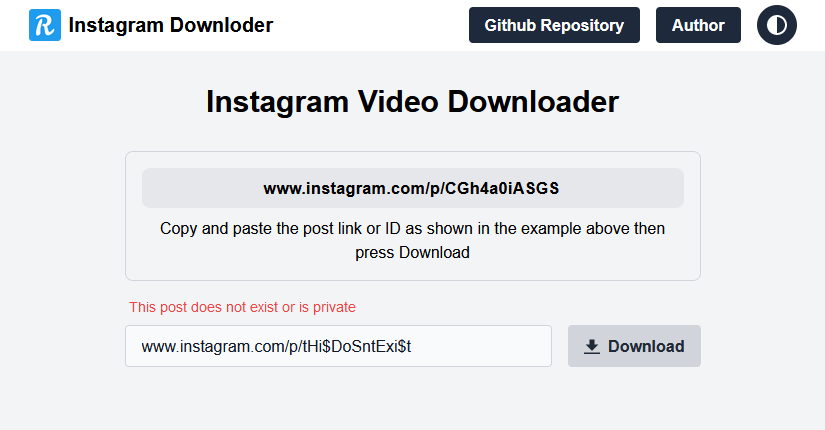 R Instagram Downloder
Github Repository
Author
Instagram Video Downloader
www.instagram.com/p/CGh4a0iASGS
Copy and paste the post link or ID as shown in the example above then
press Download
This post does not exist or is private
www.instagram.com/p/tHi$DoSntExi$t
Download